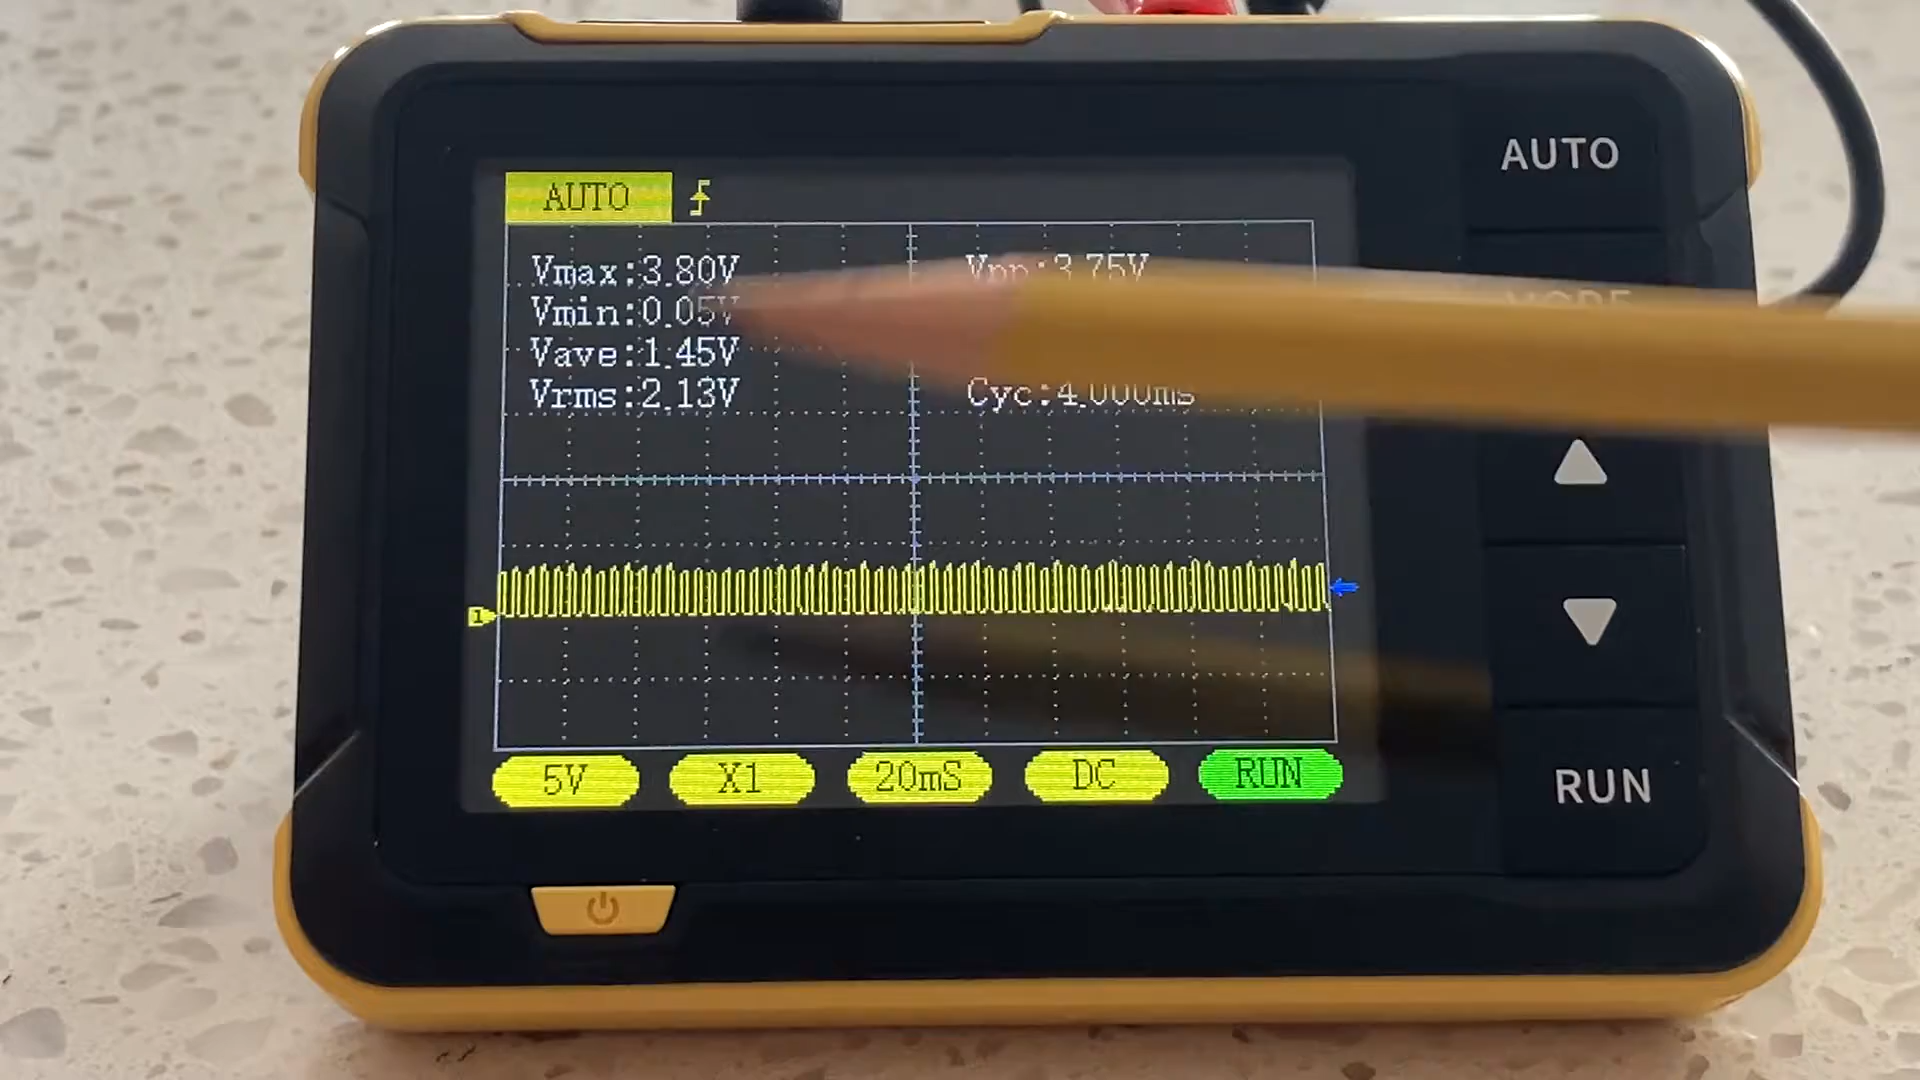 AUTO
AUTO
Vmax:3.80V Vpp:3.75V
Vmin:0.05V
Vave:1.45V
Vrms:2.13V Cyc:4.000ms
1
5V X1 20mS DC RUN
RUN